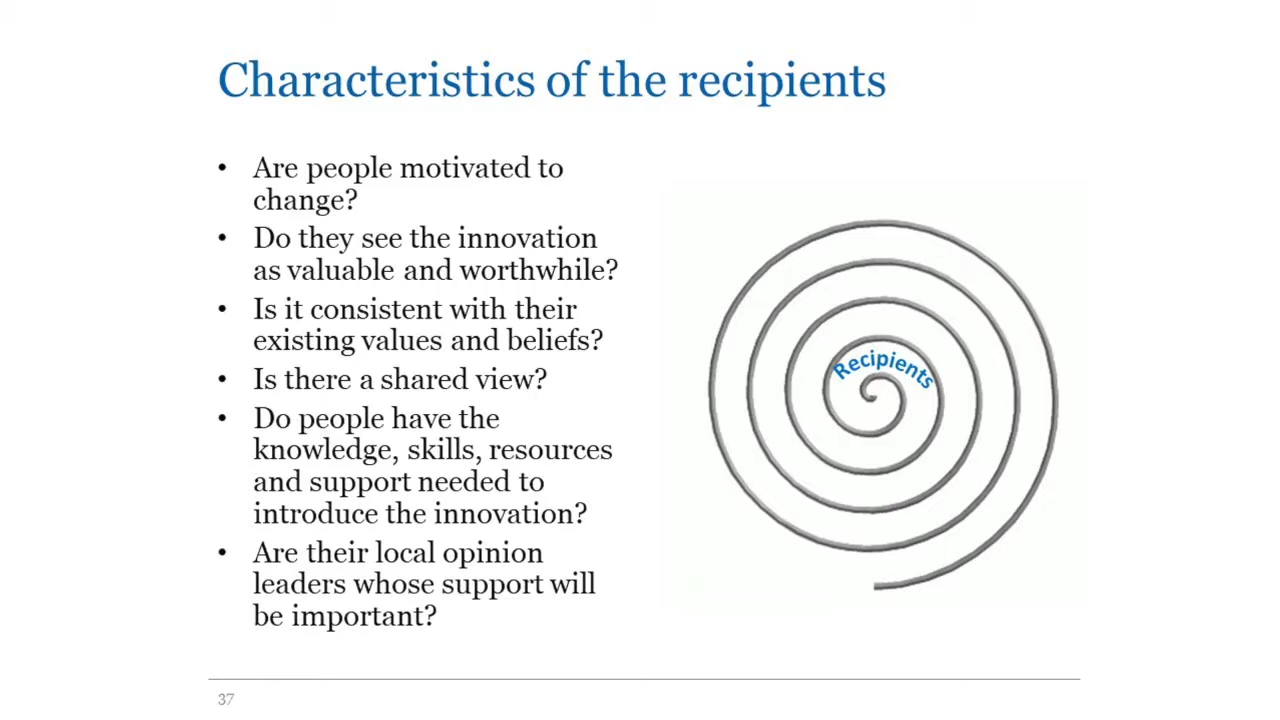 Characteristics of the recipients
• Are people motivated to
change?
• Do they see the innovation
as valuable and worthwhile?
• Is it consistent with their
existing values and beliefs?
• Is there a shared view?
• Do people have the
knowledge, skills, resources
and support needed to
introduce the innovation?
• Are their local opinion
leaders whose support will
be important?
Recipients
37